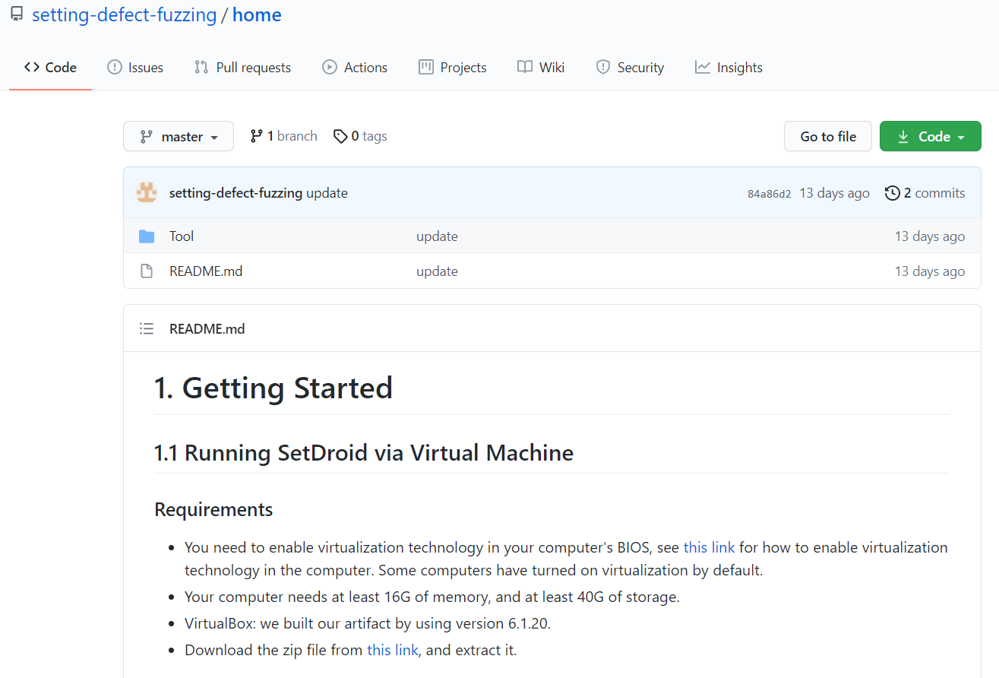 setting-defect-fuzzing / home
Code Issues Pull requests Actions Projects Wiki Security Insights
master 1 branch 0 tags Go to file Code
setting-defect-fuzzing update 84a86d2 13 days ago 2 commits
Tool update 13 days ago
README.md update 13 days ago
README.md
1. Getting Started
1.1 Running SetDroid via Virtual Machine
Requirements
• You need to enable virtualization technology in your computer's BIOS, see this link for how to enable virtualization
technology in the computer. Some computers have turned on virtualization by default.
• Your computer needs at least 16G of memory, and at least 40G of storage.
• VirtualBox: we built our artifact by using version 6.1.20.
• Download the zip file from this link, and extract it.